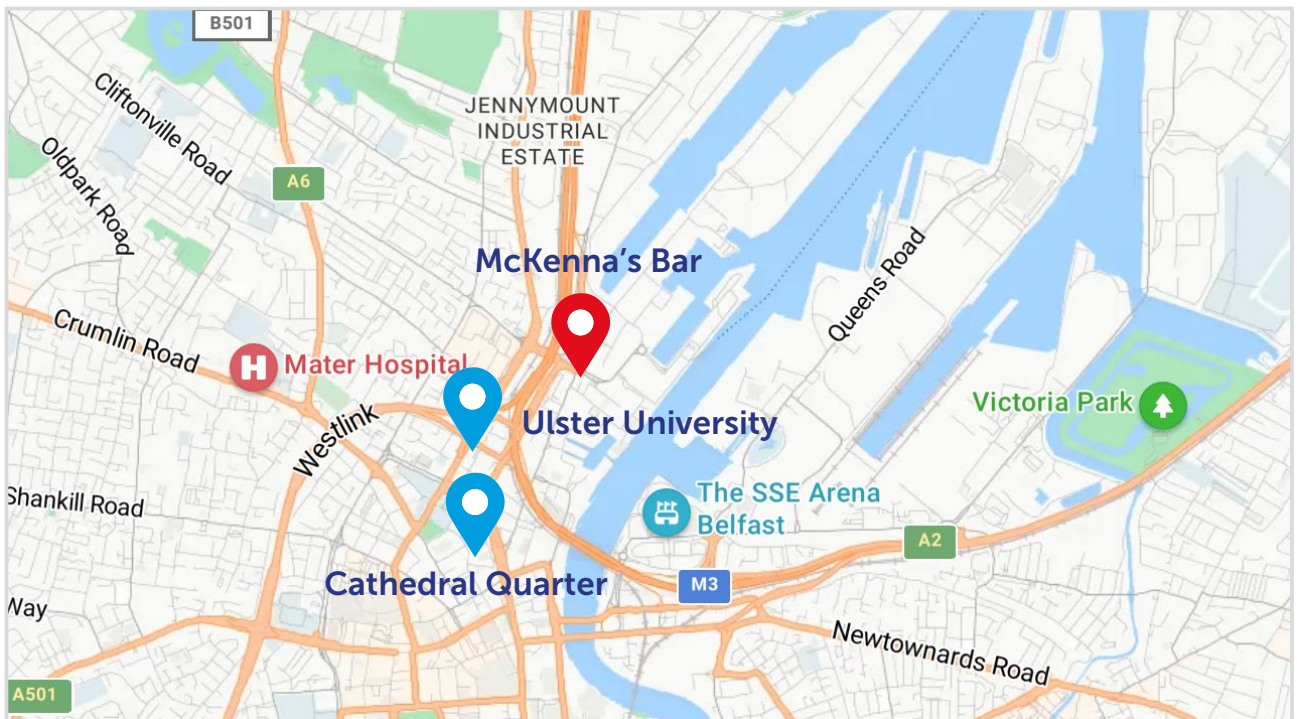 B501
Cliftonville Road
JENNYMOUNT
INDUSTRIAL
ESTATE
Oldpark Road
A6
McKenna's Bar
Queens Road
Crumlin Road
H Mater Hospital
Victoria Park
Westlink
Ulster University
Shankill Road
The SSE Arena
Belfast
A2
Cathedral Quarter
M3
Way
Newtownards Road
A501